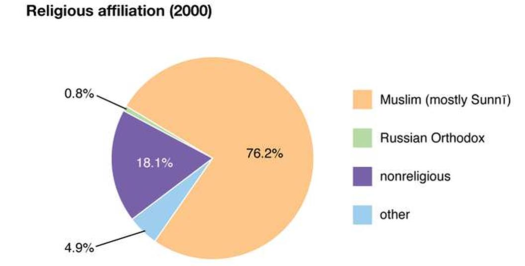 Religious affiliation (2000)
0.8%
76.2%
18.1%
4.9%
Muslim (mostly Sunnī)
Russian Orthodox
nonreligious
other